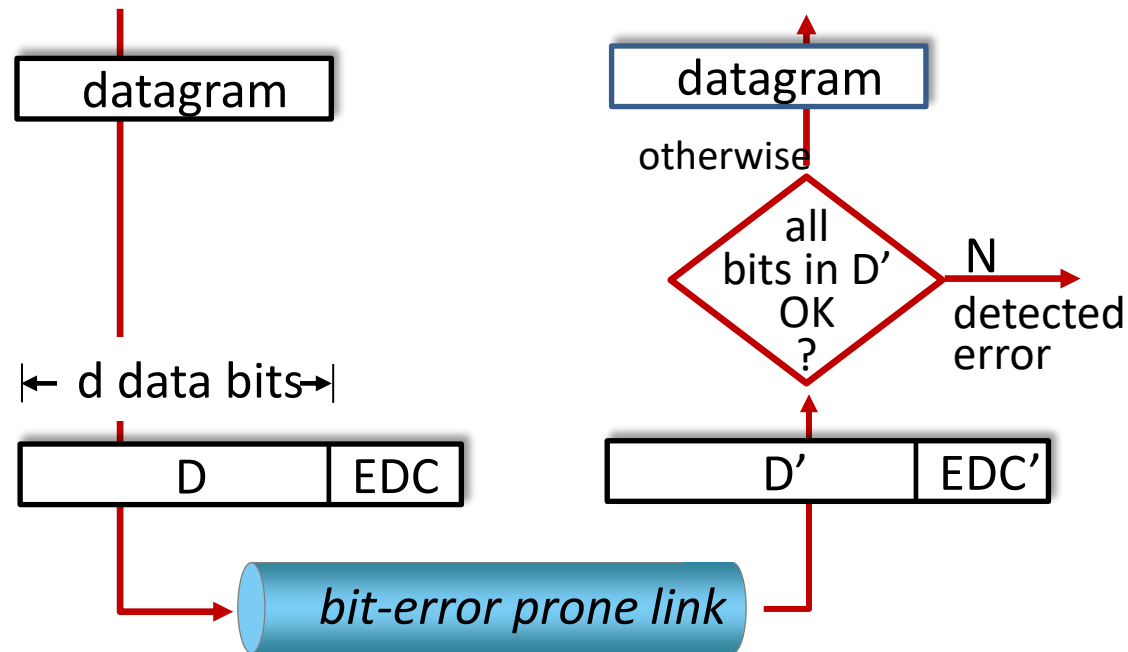 datagram
datagram
otherwise
all
bits in D’
OK
?
N
detected
error
d data bits
D
EDC
D’
EDC’
bit-error prone link